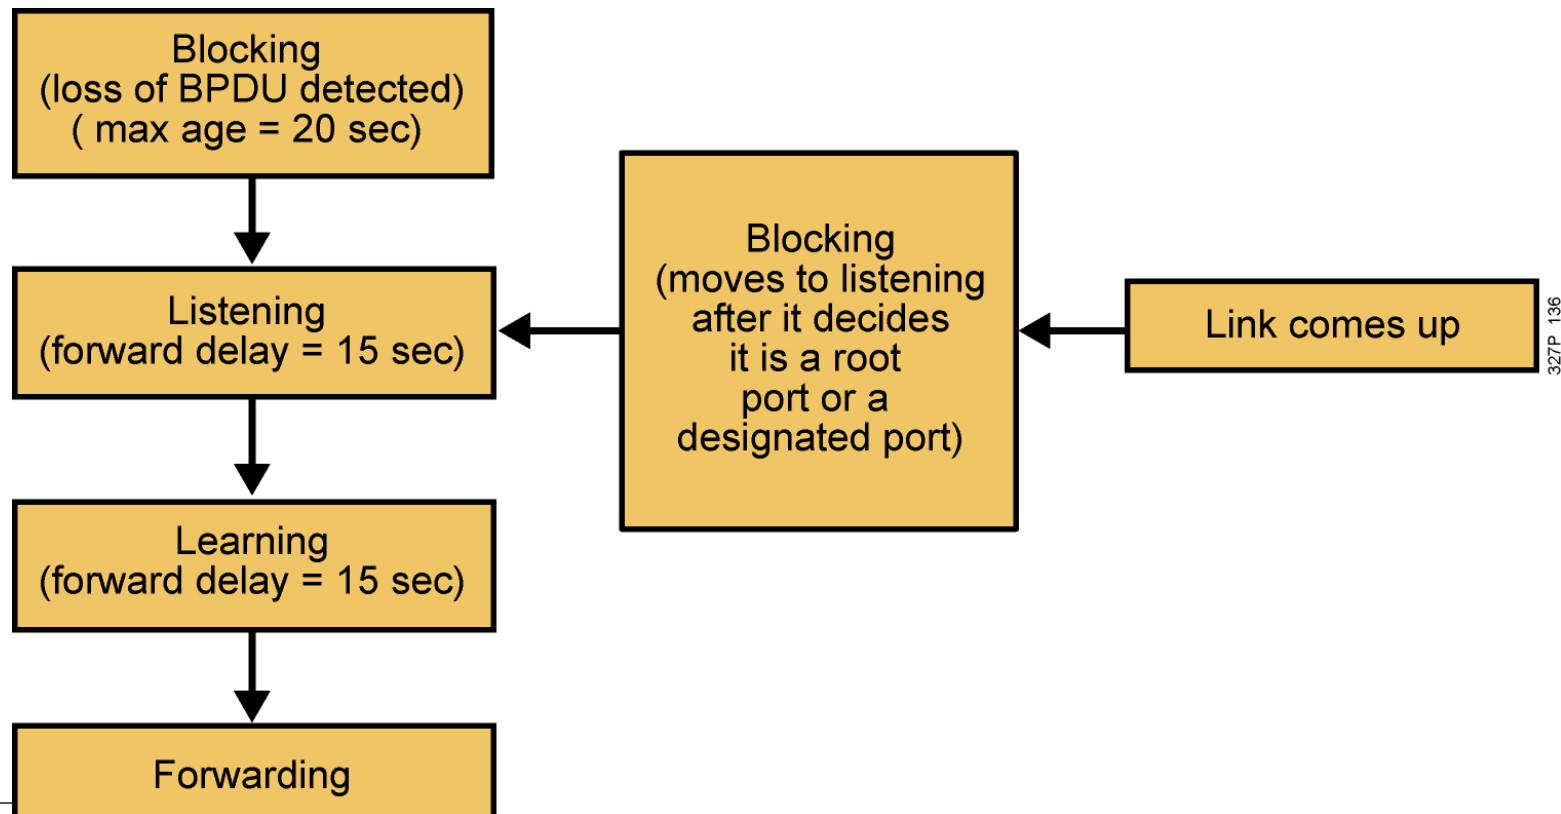 Blocking
(loss of BPDU detected)
( max age = 20 sec)
Listening
(forward delay = 15 sec)
Learning
(forward delay = 15 sec)
Forwarding
Blocking
(moves to listening
after it decides
it is a root
port or a
designated port)
Link comes up
327P 136